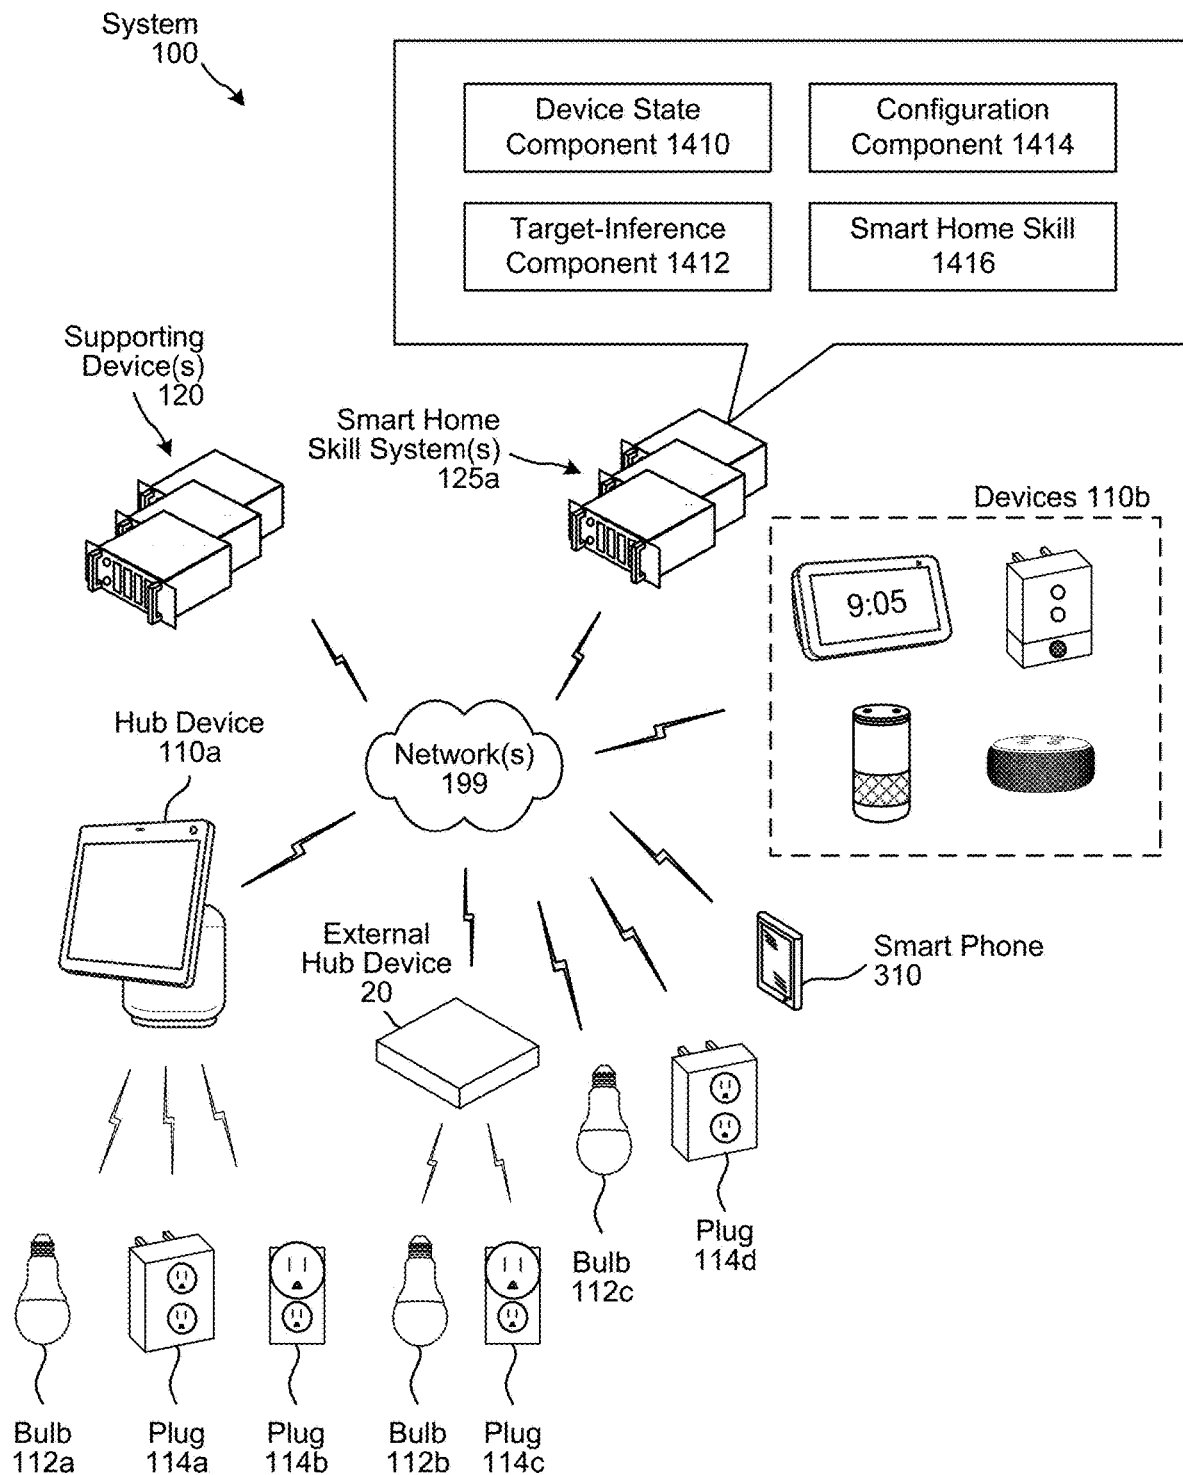 System
100
Device State
Component 1410
Configuration
Component 1414
Target-Inference
Component 1412
Smart Home Skill
1416
Supporting
Device(s)
120
Smart Home
Skill System(s)
125a
Devices 110b
9:05
Hub Device
110a
Network(s)
199
External
Hub Device
20
Smart Phone
310
Bulb
112c
Plug
114d
Bulb
112a
Plug
114a
Plug
114b
Bulb
112b
Plug
114c